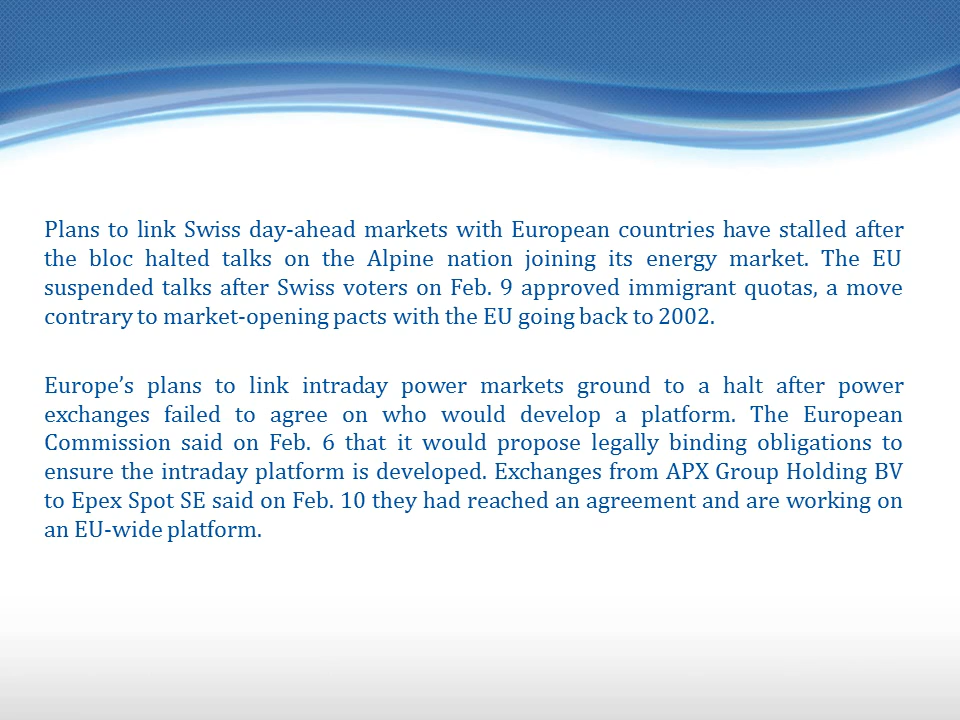 Plans to link Swiss day-ahead markets with European countries have stalled after
the bloc halted talks on the Alpine nation joining its energy market. The EU
suspended talks after Swiss voters on Feb. 9 approved immigrant quotas, a move
contrary to market-opening pacts with the EU going back to 2002.
Europe’s plans to link intraday power markets ground to a halt after power
exchanges failed to agree on who would develop a platform. The European
Commission said on Feb. 6 that it would propose legally binding obligations to
ensure the intraday platform is developed. Exchanges from APX Group Holding BV
to Epex Spot SE said on Feb. 10 they had reached an agreement and are working on
an EU-wide platform.